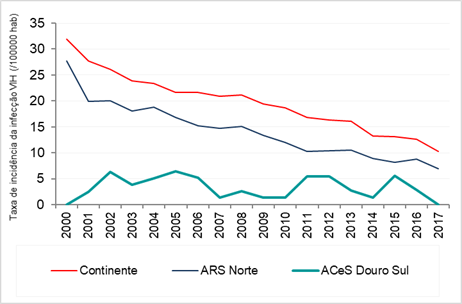 Taxa de incidência da infecção VIH (/100000 hab)
35
30
25
20
15
10
5
0
2000 2001 2002 2003 2004 2005 2006 2007 2008 2009 2010 2011 2012 2013 2014 2015 2016 2017
Continente ARS Norte ACeS Douro Sul